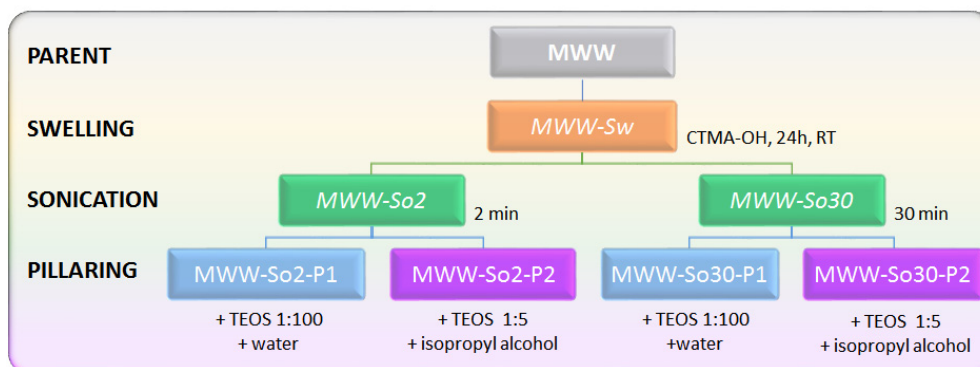 PARENT
MWW
SWELLING
MWW-Sw
CTMA-OH, 24h, RT
SONICATION
MWW-So2
2 min
MWW-So30
30 min
PILLARING
MWW-So2-P1
MWW-So2-P2
MWW-So30-P1
MWW-So30-P2
+ TEOS 1:100
+ water
+ TEOS 1:5
+ isopropyl alcohol
+ TEOS 1:100
+water
+ TEOS 1:5
+ isopropyl alcohol